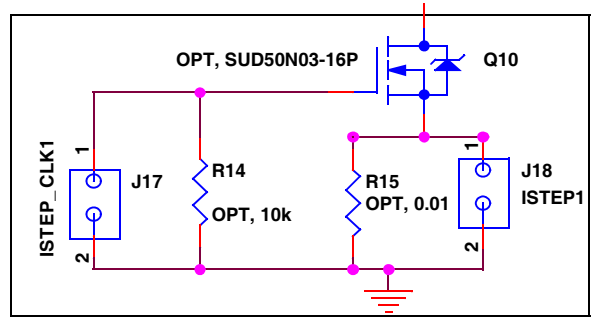 OPT, SUD50N03-16P
Q10
ISTEP_CLK1
1
J17
2
R14
OPT, 10k
R15
OPT, 0.01
1
J18
ISTEP1
2